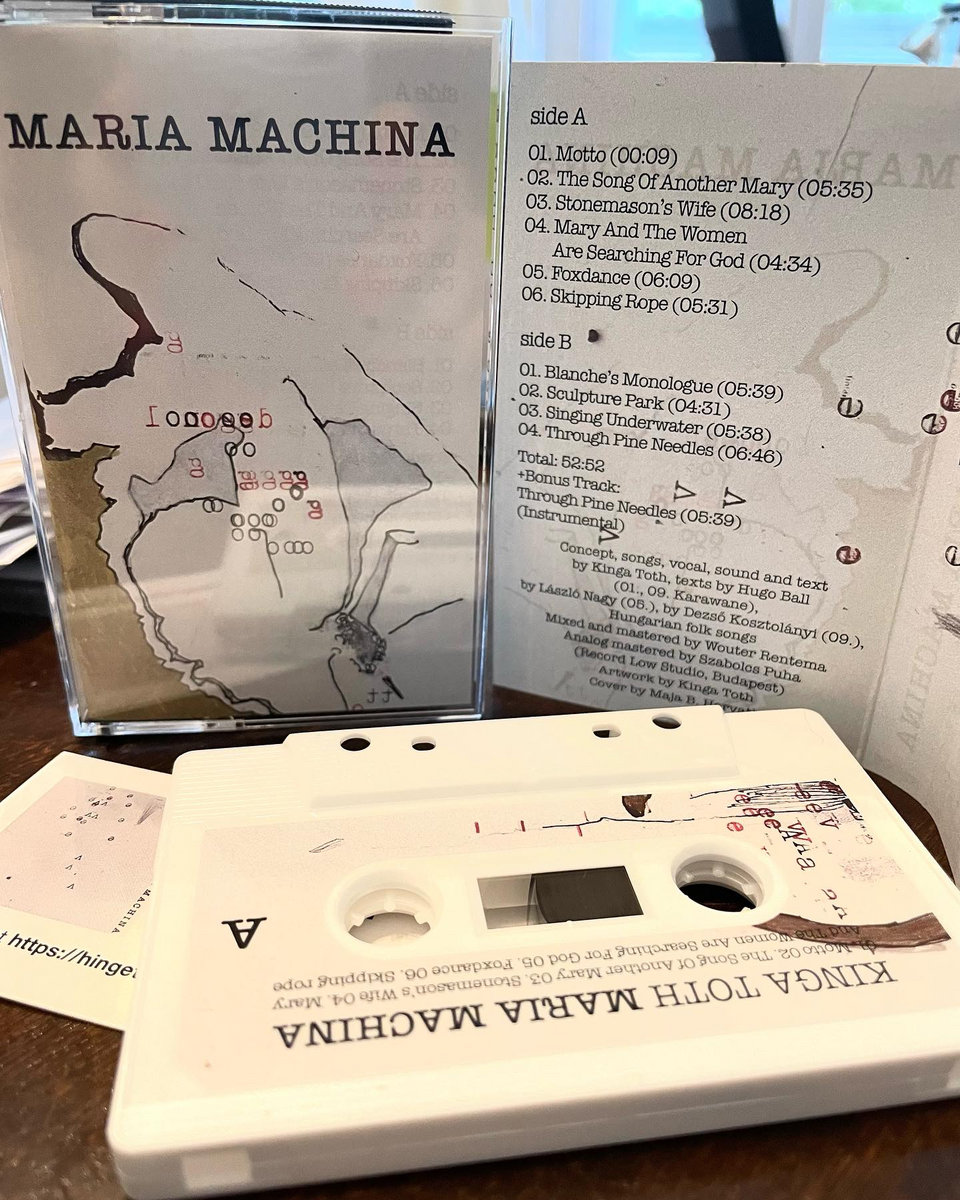 MARIA MACHINA
side A
01. Motto (00:09)
02. The Song Of Another Mary (05:35)
03. Stonemason's Wife (08:18)
04. Mary And The Women
Are Searching For God (04:34)
05. Foxdance (06:09)
06. Skipping Rope (05:31)
side B
01. Blanche's Monologue (05:39)
02. Sculpture Park (04:31)
03. Singing Underwater (05:38)
04. Through Pine Needles (06:46)
Total: 52:52
+Bonus Track:
Through Pine Needles (05:39)
(Instrumental)
Concept, songs, vocal, sound and text
by Kinga Toth, texts by Hugo Ball
(01., 09. Karawane),
by László Nagy (05.), by Dezső Kosztolányi (09.),
Hungarian folk songs
Mixed and mastered by Wouter Rentema
Analog mastered by Szabolcs Puha
(Record Low Studio, Budapest)
Artwork by Kinga Toth
Cover by Maja B.
A
KINGA TOTH MARIA MACHINA
01. Motto 02. The Song Of Another Mary 03. Stonemason's Wife 04. Mary
And The Women Are Searching For God 05. Foxdance 06. Skipping rope
MACHINA
https://hinge